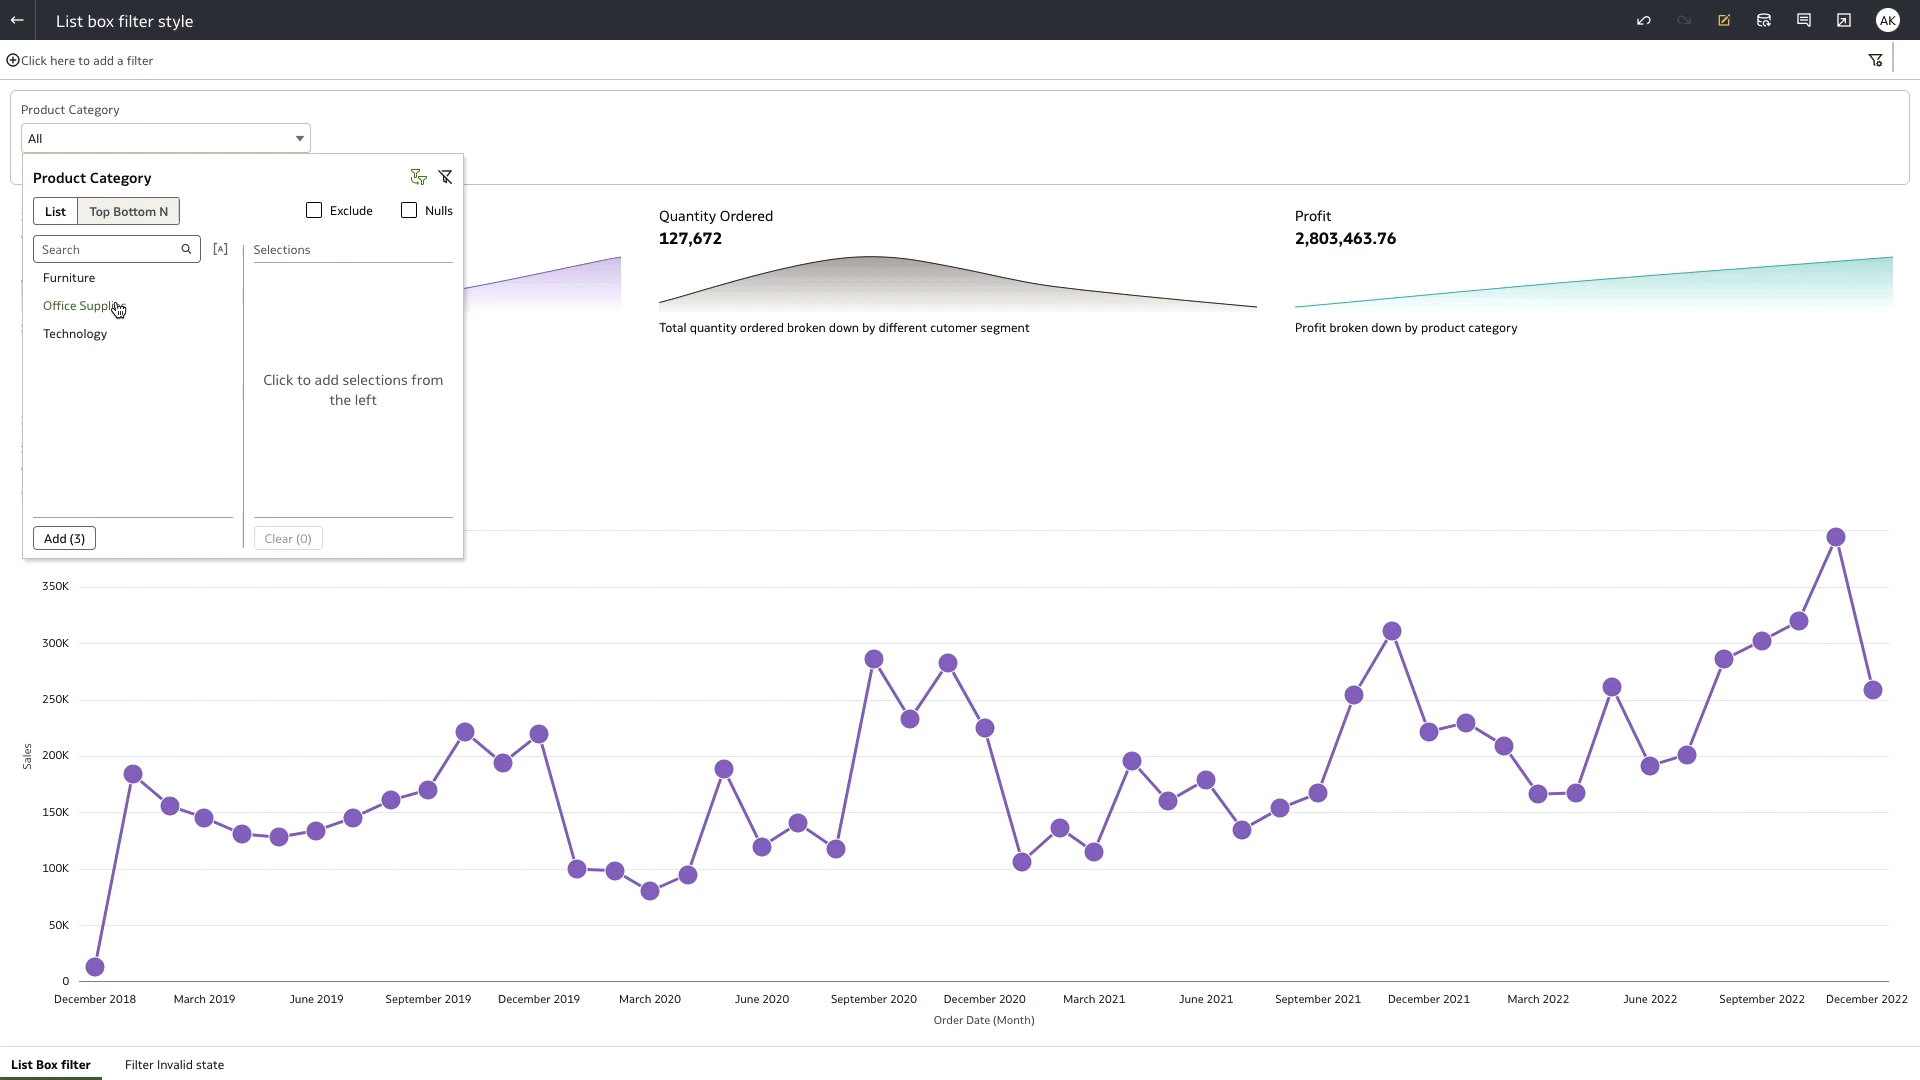 List box filter style
AK
Click here to add a filter
Product Category
All
Product Category
List
Top Bottom N
Exclude
Nulls
Search
[A]
Selections
Furniture
Office Supplies
Technology
Click to add selections from
the left
Add (3)
Clear (0)
Quantity Ordered
127,672
Total quantity ordered broken down by different cutomer segment
Profit
2,803,463.76
Profit broken down by product category
350K
300K
250K
200K
150K
100K
50K
0
Sales
December 2018
March 2019
June 2019
September 2019
December 2019
March 2020
June 2020
September 2020
December 2020
March 2021
June 2021
September 2021
December 2021
March 2022
June 2022
September 2022
December 2022
Order Date (Month)
List Box filter
Filter Invalid state